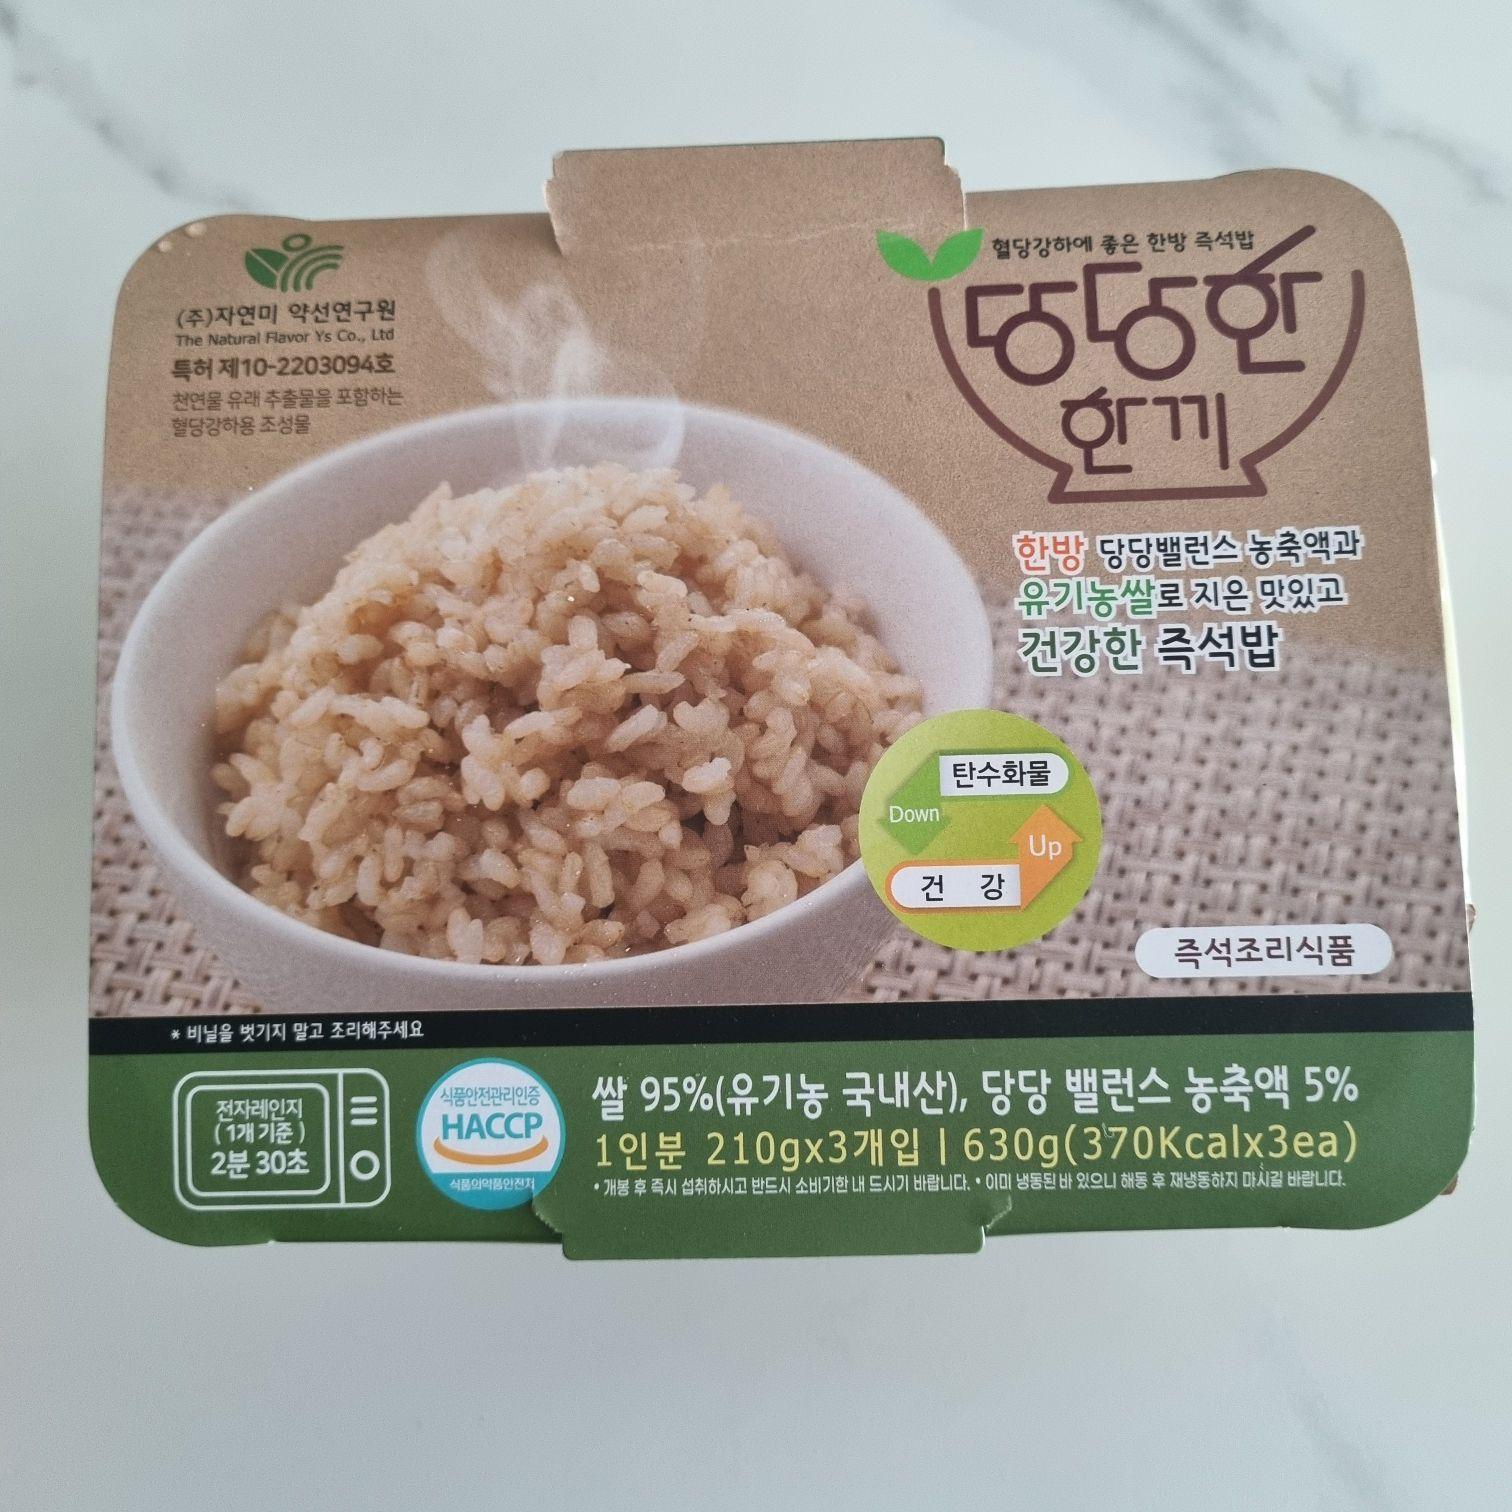 (주)자연미 약선연구원
The Natural Flavor Ys Co., Ltd
특허 제10-2203094호
천연물 유래 추출물을 포함하는
혈당강하용 조성물
혈당강하에 좋은 한방 즉석밥
당당한
한끼
한방 당당밸런스 농축액과
유기농쌀로 지은 맛있고
건강한 즉석밥
탄수화물
Down
Up
건 강
즉석조리식품
* 비닐을 벗기지 말고 조리해주세요
전자레인지
(1개 기준)
2분 30초
식품안전관리인증
HACCP
식품의약품안전처
쌀 95%(유기농 국내산), 당당 밸런스 농축액 5%
1인분 210gx3개입 | 630g(370Kcalx3ea)
• 개봉 후 즉시 섭취하시고 반드시 소비기한 내 드시기 바랍니다. • 이미 냉동된 바 있으니 해동 후 재냉동하지 마시길 바랍니다.